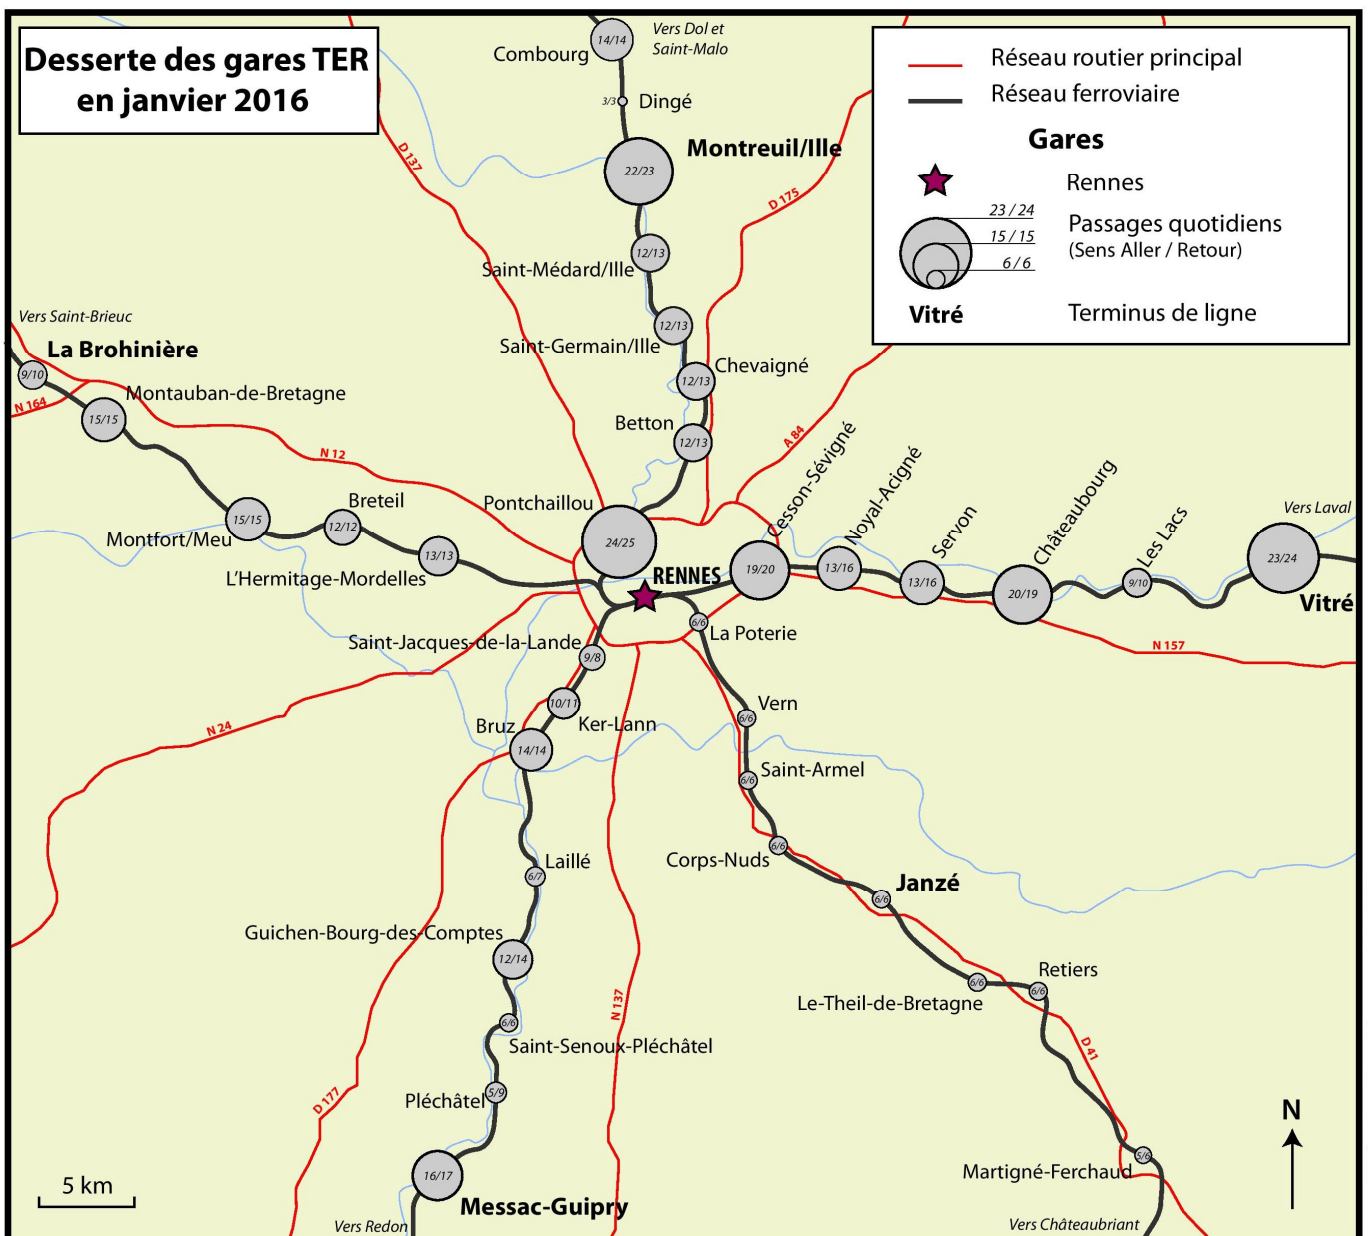 Desserte des gares TER
en janvier 2016
Combourg
14/14
Vers Dol et
Saint-Malo
3/3
Dingé
Montreuil/Ille
22/23
D 137
D 175
12/13
Saint-Médard/Ille
12/13
Saint-Germain/Ille
Chevaigné
12/13
Betton
12/13
A 84
Réseau routier principal
Réseau ferroviaire
Gares
Rennes
23 / 24
15 / 15
6 / 6
Passages quotidiens
(Sens Aller / Retour)
Vitré
Terminus de ligne
Vers Saint-Brieuc
La Brohinière
9/10
Montauban-de-Bretagne
N 164
15/15
N 12
Pontchaillou
24/25
Breteil
15/15
12/12
Montfort/Meu
13/13
L'Hermitage-Mordelles
RENNES
Cesson-Sévigné
19/20
Noyal-Acigné
13/16
Servon
13/16
Châteaubourg
20/19
Les Lacs
9/10
Vers Laval
23/24
Vitré
N 157
6/6
La Poterie
Saint-Jacques-de-la-Lande
9/8
10/11
Ker-Lann
Bruz
14/14
N 24
Vern
6/6
Saint-Armel
6/6
Corps-Nuds
6/6
Janzé
6/6
Laillé
6/7
Guichen-Bourg-des-Comptes
12/14
6/6
Saint-Senoux-Pléchâtel
Pléchâtel
5/9
16/17
Messac-Guipry
Vers Redon
D 177
N 137
Le-Theil-de-Bretagne
6/6
Retiers
6/6
D 41
Martigné-Ferchaud
5/6
Vers Châteaubriant
5 km
N